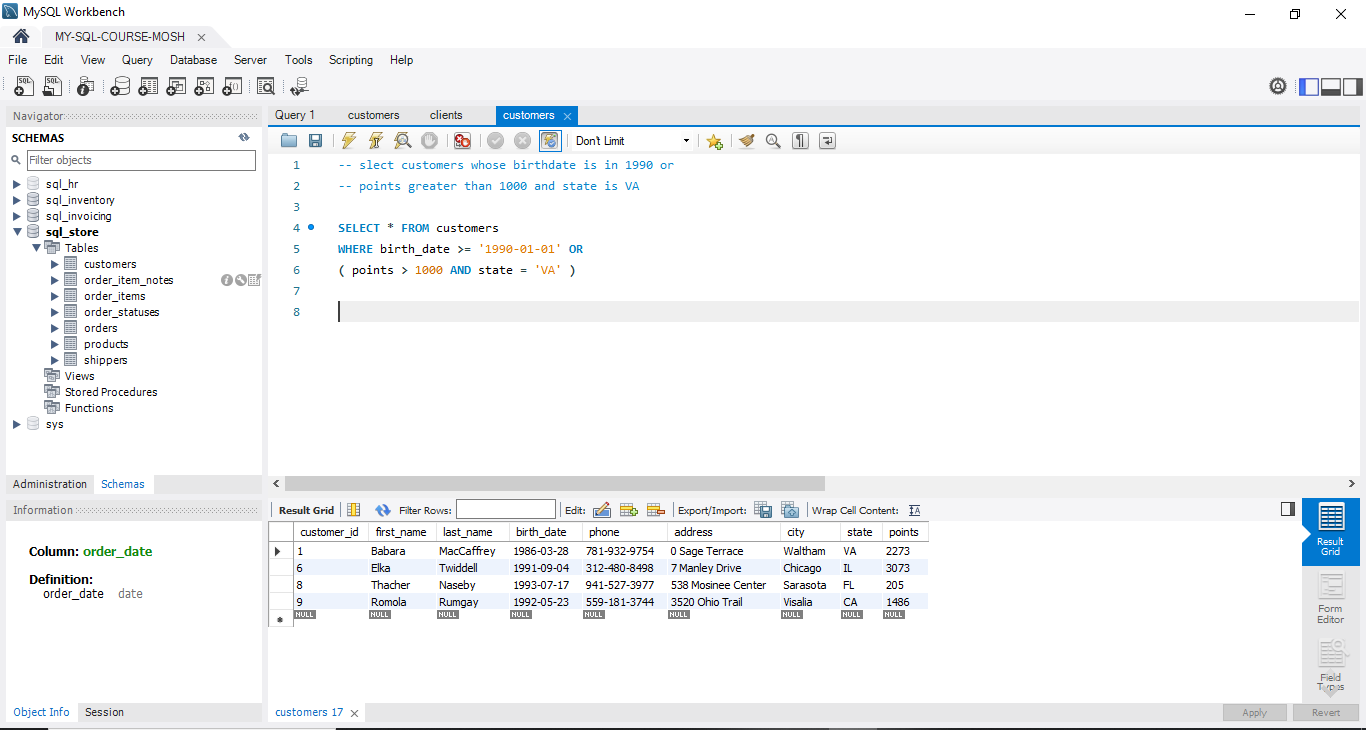 MySQL Workbench
MY-SQL-COURSE-MOSH
File Edit View Query Database Server Tools Scripting Help
Navigator
SCHEMAS
Filter objects
sql_hr
sql_inventory
sql_invoicing
sql_store
Tables
customers
order_item_notes
order_items
order_statuses
orders
products
shippers
Views
Stored Procedures
Functions
sys
Administration Schemas
Information
Column: order_date
Definition:
order_date date
Object Info Session
Query 1 customers clients customers
Don't Limit
1 -- slect customers whose birthdate is in 1990 or
2 -- points greater than 1000 and state is VA
3
4 SELECT * FROM customers
5 WHERE birth_date >= '1990-01-01' OR
6 ( points > 1000 AND state = 'VA' )
7
8
Result Grid Filter Rows: Edit: Export/Import: Wrap Cell Content: IA
customer_id first_name last_name birth_date phone address city state points
1 Babara MacCaffrey 1986-03-28 781-932-9754 0 Sage Terrace Waltham VA 2273
6 Elka Twiddell 1991-09-04 312-480-8498 7 Manley Drive Chicago IL 3073
8 Thacher Naseby 1993-07-17 941-527-3977 538 Mosinee Center Sarasota FL 205
9 Romola Rumgay 1992-05-23 559-181-3744 3520 Ohio Trail Visalia CA 1486
NULL NULL NULL NULL NULL NULL NULL NULL NULL
Result
Grid
Form
Editor
Field
Types
customers 17
Apply Revert